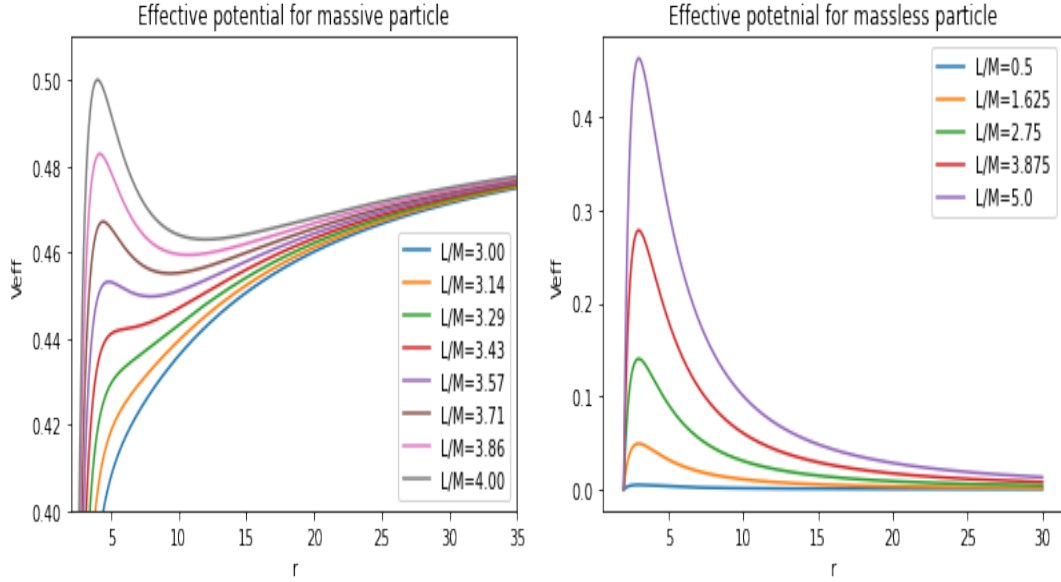 Effective potential for massive particle
0.50
0.48
0.46
0.44
0.42
0.40
Veff
5
10
15
20
25
30
35
r
L/M=3.00
L/M=3.14
L/M=3.29
L/M=3.43
L/M=3.57
L/M=3.71
L/M=3.86
L/M=4.00
Effective potetnial for massless particle
0.4
0.3
0.2
0.1
0.0
Veff
5
10
15
20
25
30
r
L/M=0.5
L/M=1.625
L/M=2.75
L/M=3.875
L/M=5.0